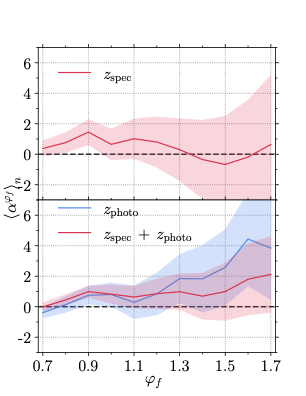 6
4
2
0
-2
z_spec
⟨α^{φ_f}⟩_n
6
4
2
0
-2
z_photo
z_spec + z_photo
0.7 0.9 1.1 1.3 1.5 1.7
φ_f